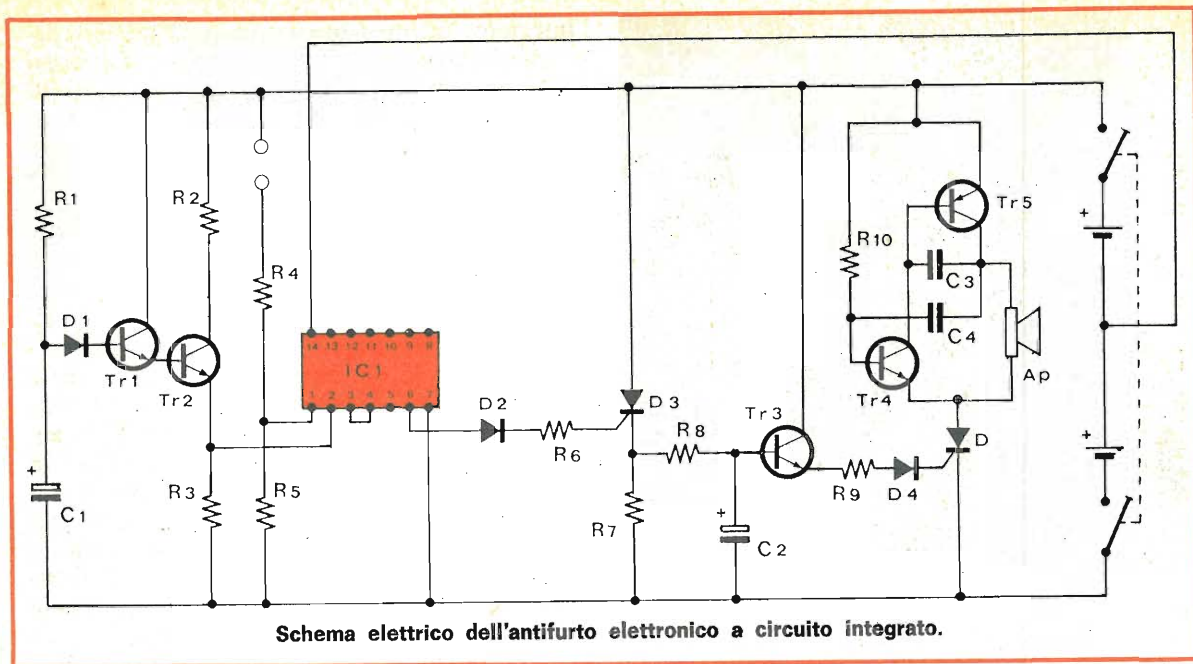 R1
R2
R4
D1
Tr1
Tr2
R3
R5
C1
+
14 13 12 11 10 9 8
IC1
1 2 3 4 5 6 7
D2
R6
D3
R8
R7
+
C2
Tr3
R9
D4
R10
Tr5
C3
C4
Tr4
Ap
D
+
+
Schema elettrico dell'antifurto elettronico a circuito integrato.